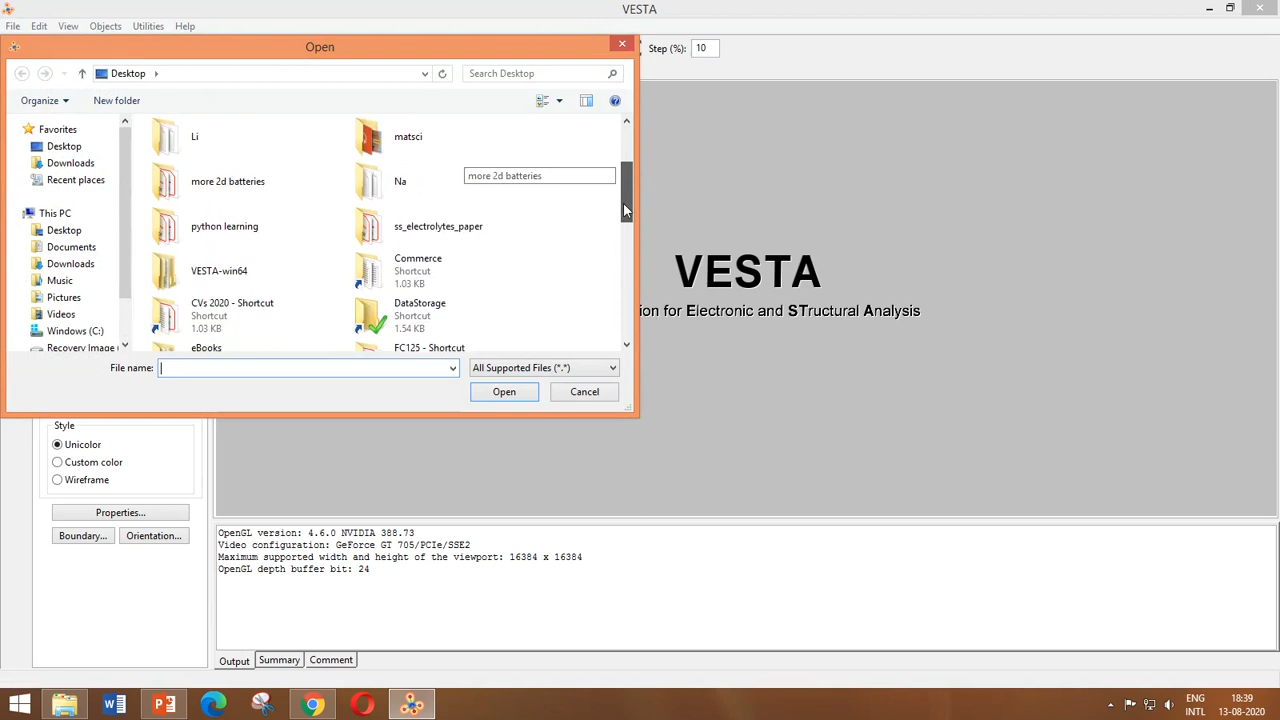 VESTA
File Edit View Objects Utilities Help
Open
Step (%): 10
Desktop
Search Desktop
Organize New folder
Favorites
Desktop
Downloads
Recent places
This PC
Desktop
Documents
Downloads
Music
Pictures
Videos
Windows (C:)
Recovery Image
Li
matsci
more 2d batteries
Na
more 2d batteries
python learning
ss_electrolytes_paper
VESTA-win64
Commerce
Shortcut
1.03 KB
CVs 2020 - Shortcut
Shortcut
1.03 KB
DataStorage
Shortcut
1.54 KB
eBooks
FC125 - Shortcut
File name:
All Supported Files (*.*)
Open Cancel
VESTA
ion for Electronic and STructural Analysis
Style
Unicolor
Custom color
Wireframe
Properties...
Boundary... Orientation...
OpenGL version: 4.6.0 NVIDIA 388.73
Video configuration: GeForce GT 705/PCIe/SSE2
Maximum supported width and height of the viewport: 16384 x 16384
OpenGL depth buffer bit: 24
Output Summary Comment
ENG
INTL
18:39
13-08-2020